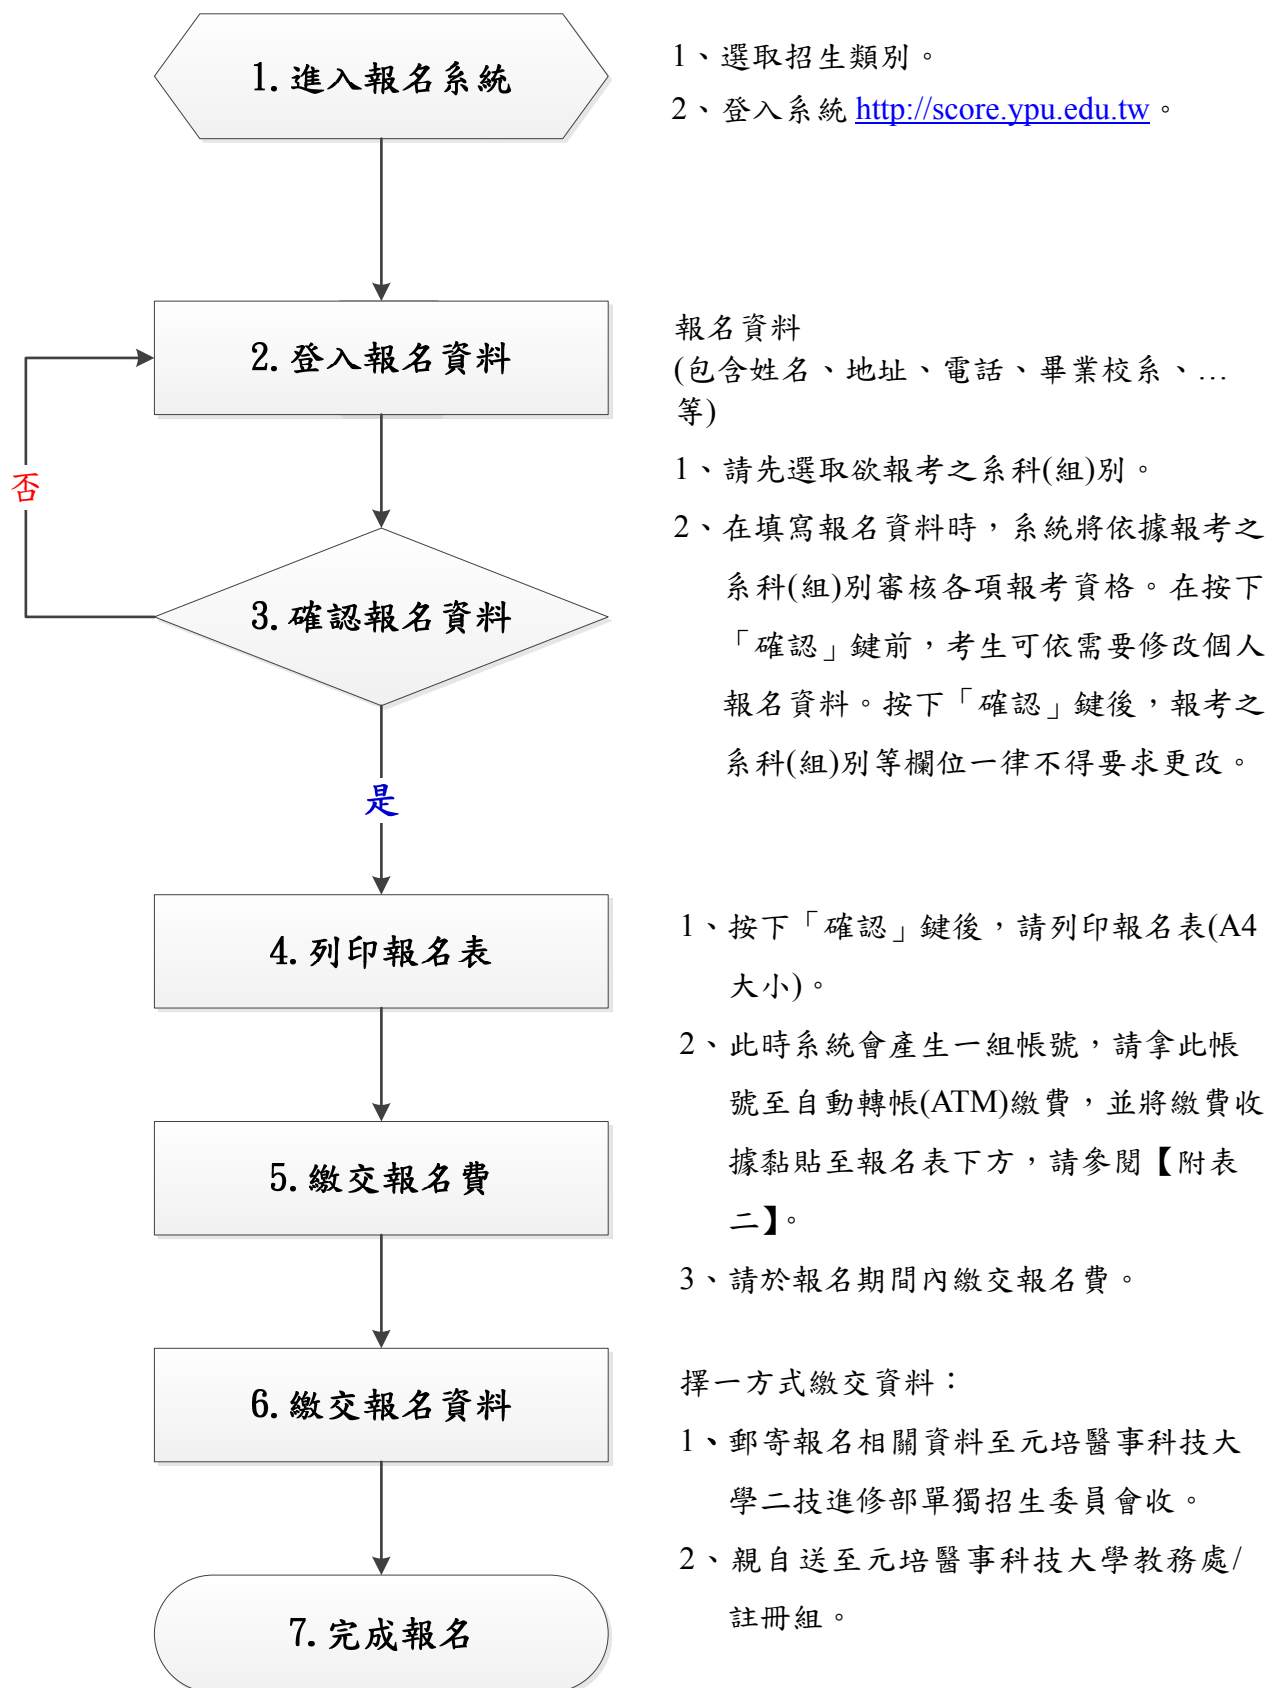 1.進入報名系統
1、選取招生類別。
2、登入系統 http://score.ypu.edu.tw。
2.登入報名資料
報名資料
(包含姓名、地址、電話、畢業校系、…
等)
1、請先選取欲報考之系科(組)別。
否
2、在填寫報名資料時，系統將依據報考之
系科(組)別審核各項報考資格。在按下
3.確認報名資料
「確認」鍵前，考生可依需要修改個人
報名資料。按下「確認」鍵後，報考之
系科(組)別等欄位一律不得要求更改。
是
4.列印報名表
1、按下「確認」鍵後，請列印報名表(A4
大小)。
2、此時系統會產生一組帳號，請拿此帳
號至自動轉帳(ATM)繳費，並將繳費收
5.繳交報名費
據黏貼至報名表下方，請參閱【附表
二】。
3、請於報名期間內繳交報名費。
6.繳交報名資料
擇一方式繳交資料：
1、郵寄報名相關資料至元培醫事科技大
學二技進修部單獨招生委員會收。
2、親自送至元培醫事科技大學教務處/
註冊組。
7.完成報名